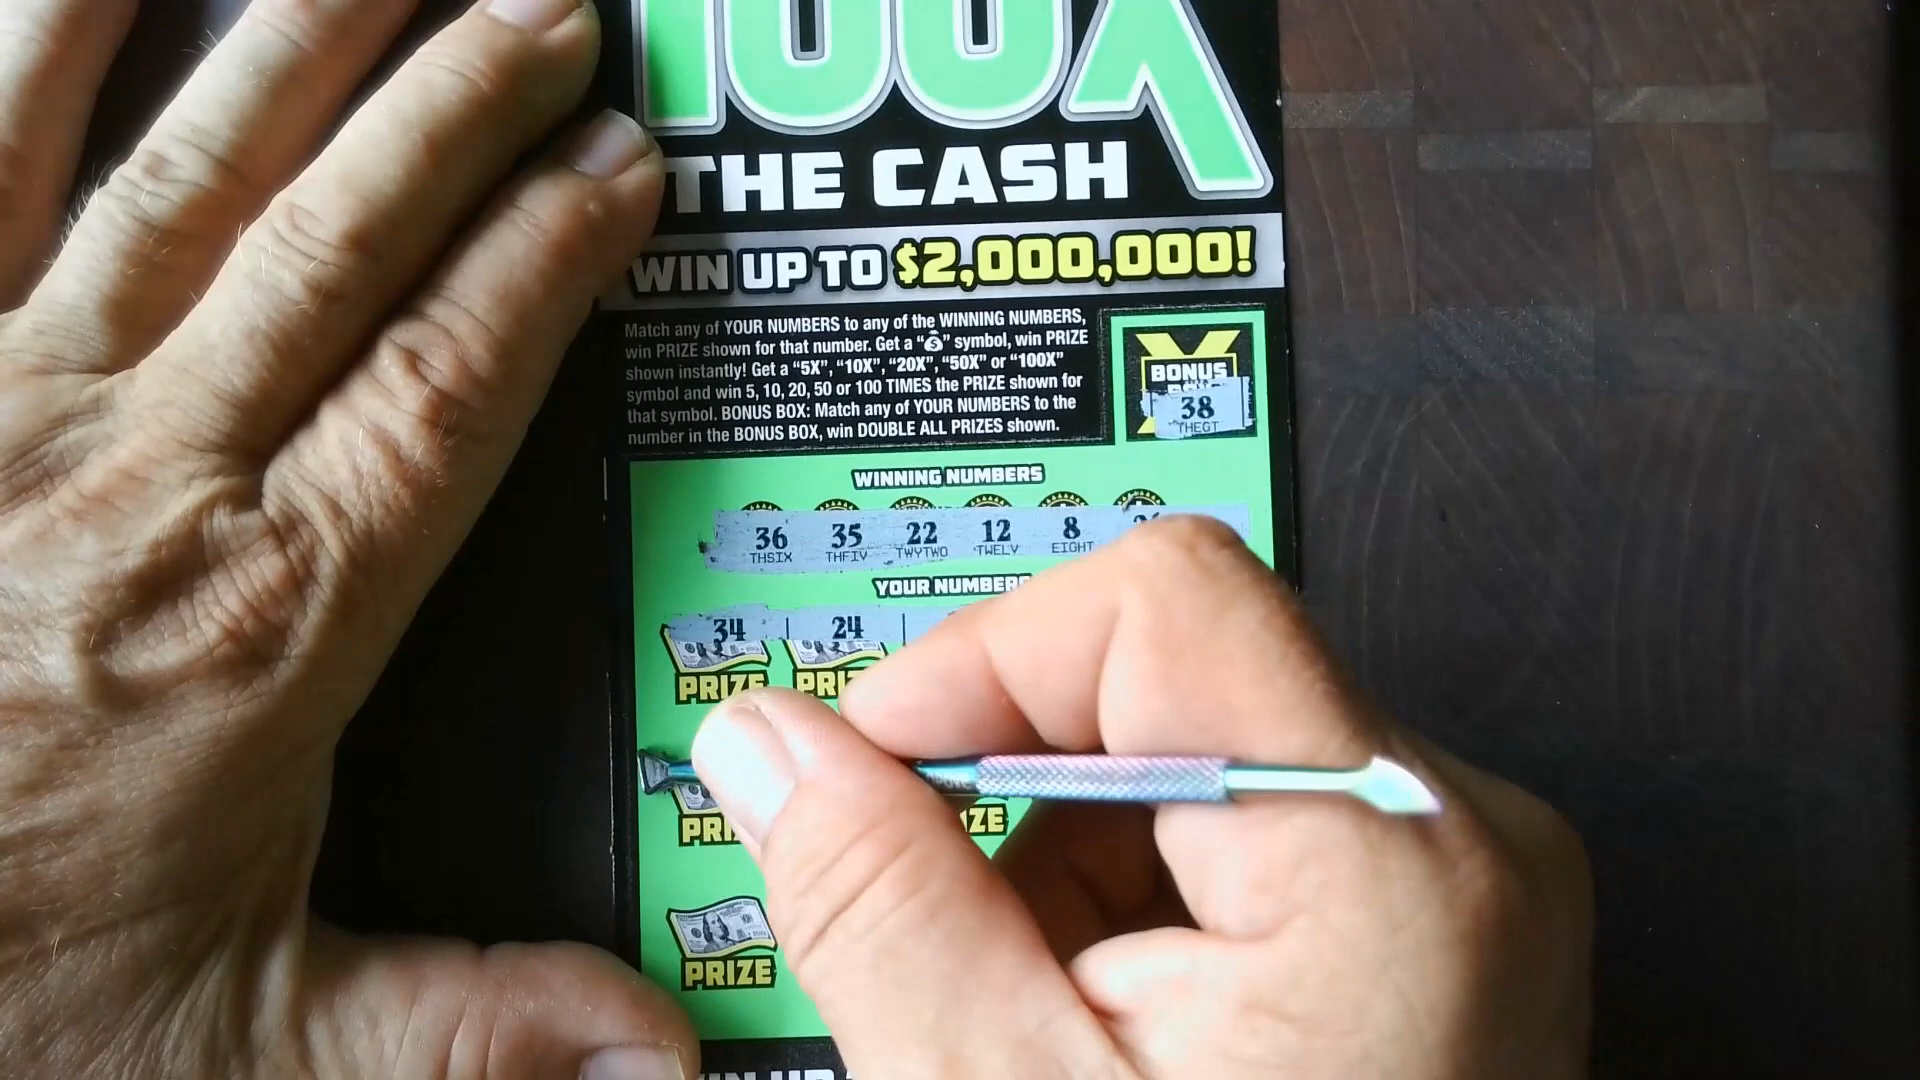 100X
THE CASH
WIN UP TO $2,000,000!
Match any of YOUR NUMBERS to any of the WINNING NUMBERS,
win PRIZE shown for that number. Get a “💰” symbol, win PRIZE
shown instantly! Get a “5X”, “10X”, “20X”, “50X” or “100X”
symbol and win 5, 10, 20, 50 or 100 TIMES the PRIZE shown for
that symbol. BONUS BOX: Match any of YOUR NUMBERS to the
number in the BONUS BOX, win DOUBLE ALL PRIZES shown.
BONUS
38
THEGT
WINNING NUMBERS
36 35 22 12 8
THSIX THFIV TWYTWO TWELV EIGHT
YOUR NUMBERS
34 24
PRIZE PRIZE
PRIZE